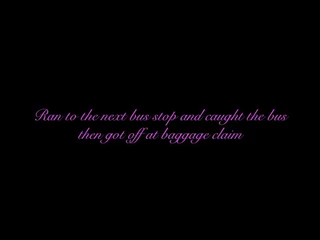 Ran to the next bus stop and caught the bus
then got off at baggage claim